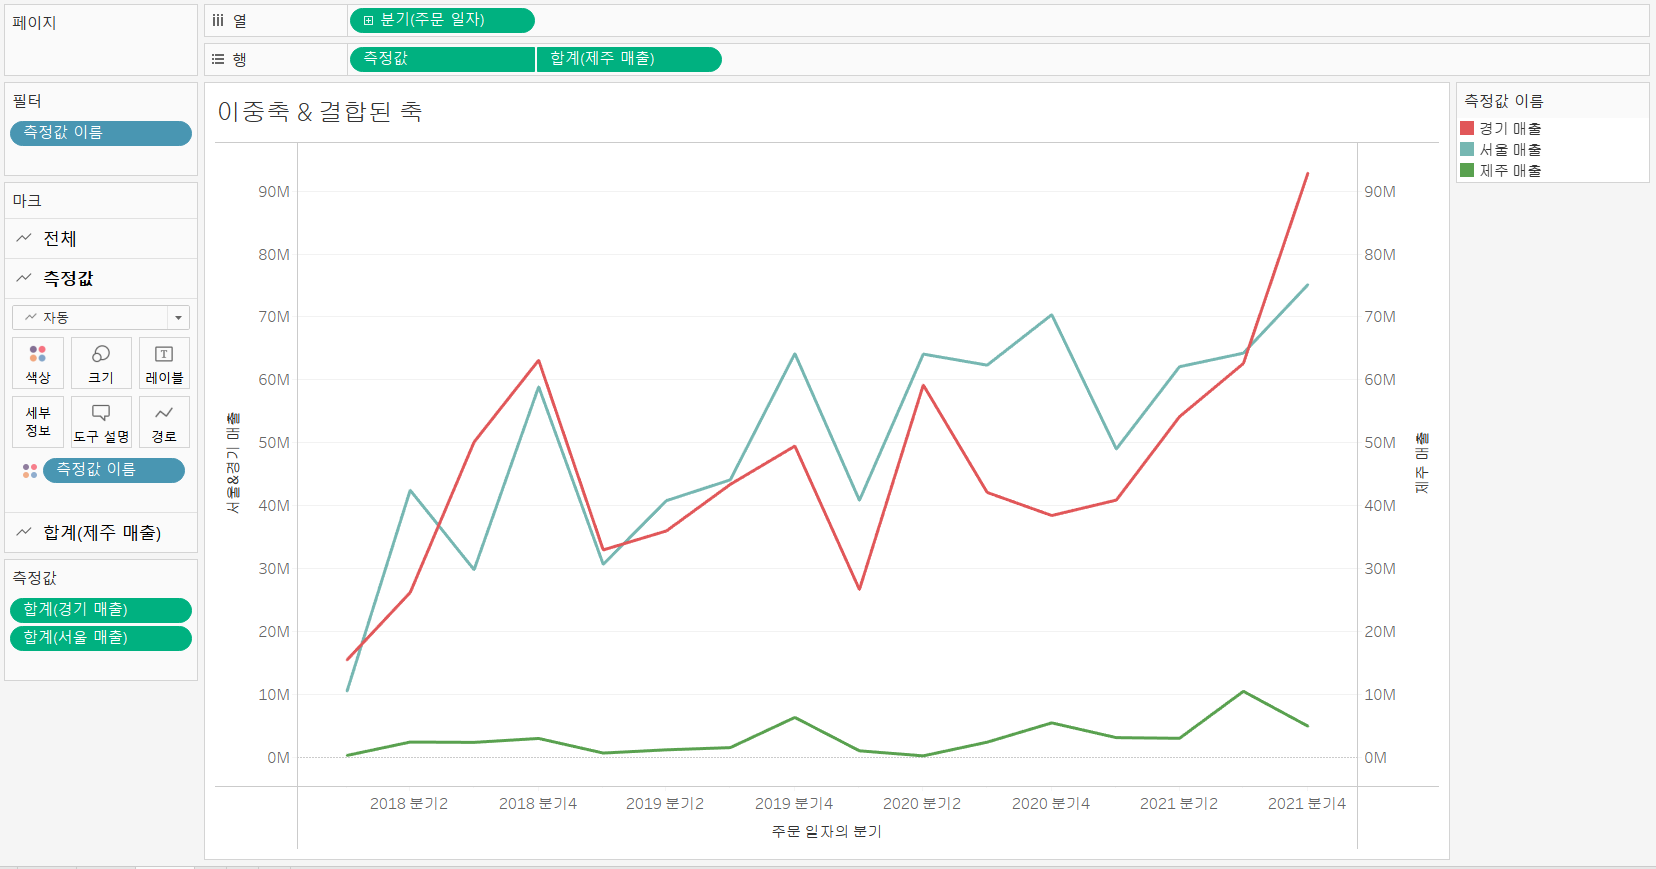 페이지
열
분기(주문 일자)
행
측정값
합계(제주 매출)
필터
측정값 이름
마크
전체
측정값
자동
색상
크기
레이블
세부
정보
도구 설명
경로
측정값 이름
합계(제주 매출)
측정값
합계(경기 매출)
합계(서울 매출)
이중축 & 결합된 축
90M
80M
70M
60M
50M
40M
30M
20M
10M
0M
서울&경기 매출
90M
80M
70M
60M
50M
40M
30M
20M
10M
0M
제주 매출
2018 분기2
2018 분기4
2019 분기2
2019 분기4
2020 분기2
2020 분기4
2021 분기2
2021 분기4
주문 일자의 분기
측정값 이름
경기 매출
서울 매출
제주 매출